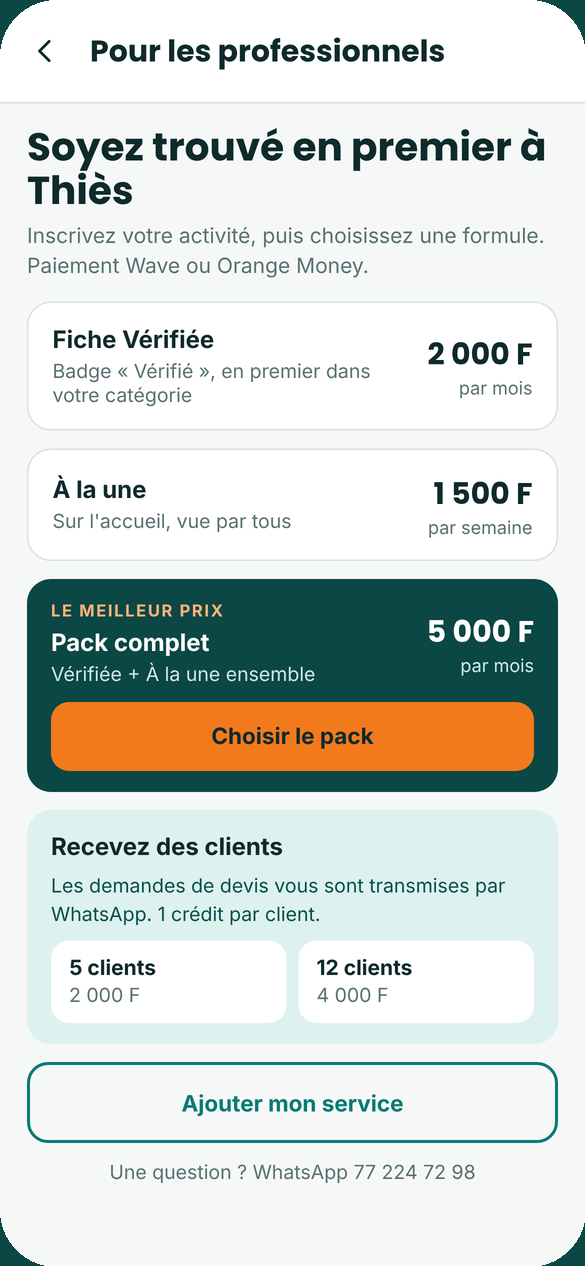 Pour les professionnels
Soyez trouvé en premier à
Thiès
Inscrivez votre activité, puis choisissez une formule.
Paiement Wave ou Orange Money.
Fiche Vérifiée
Badge « Vérifié », en premier dans
votre catégorie
2 000 F
par mois
À la une
Sur l'accueil, vue par tous
1 500 F
par semaine
LE MEILLEUR PRIX
Pack complet
Vérifiée + À la une ensemble
5 000 F
par mois
Choisir le pack
Recevez des clients
Les demandes de devis vous sont transmises par
WhatsApp. 1 crédit par client.
5 clients
2 000 F
12 clients
4 000 F
Ajouter mon service
Une question ? WhatsApp 77 224 72 98